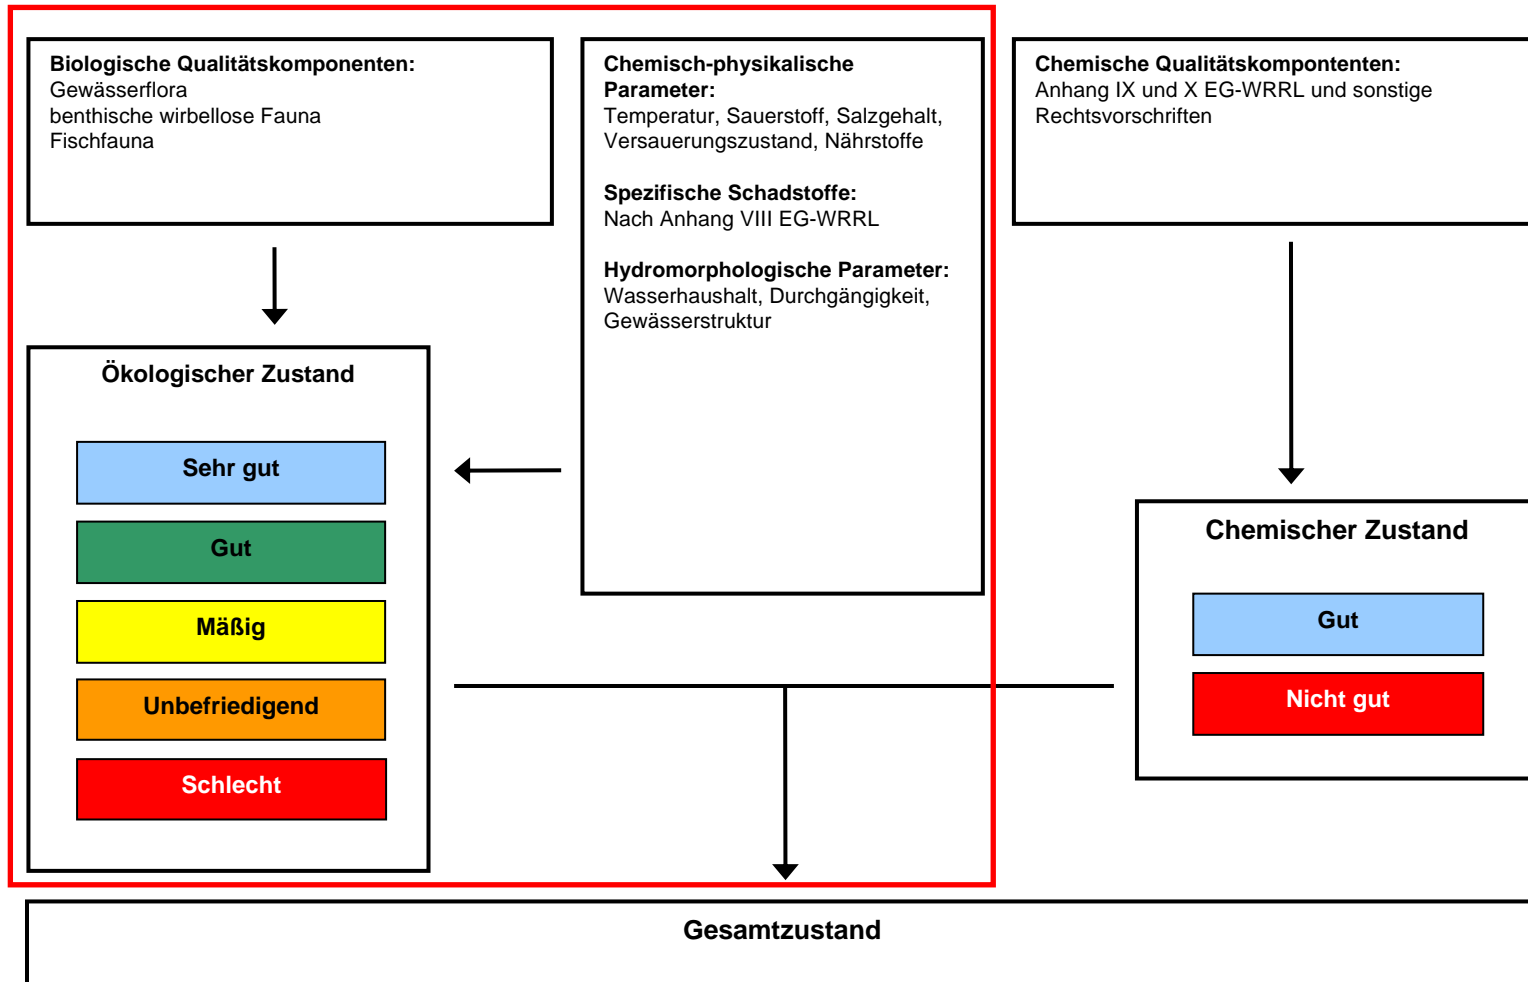 Biologische Qualitätskomponenten:
Gewässerflora
benthische wirbellose Fauna
Fischfauna
Chemisch-physikalische
Parameter:
Temperatur, Sauerstoff, Salzgehalt,
Versauerungszustand, Nährstoffe
Spezifische Schadstoffe:
Nach Anhang VIII EG-WRRL
Hydromorphologische Parameter:
Wasserhaushalt, Durchgängigkeit,
Gewässerstruktur
Chemische Qualitätskompontenten:
Anhang IX und X EG-WRRL und sonstige
Rechtsvorschriften
Ökologischer Zustand
Sehr gut
Gut
Mäßig
Unbefriedigend
Schlecht
Chemischer Zustand
Gut
Nicht gut
Gesamtzustand